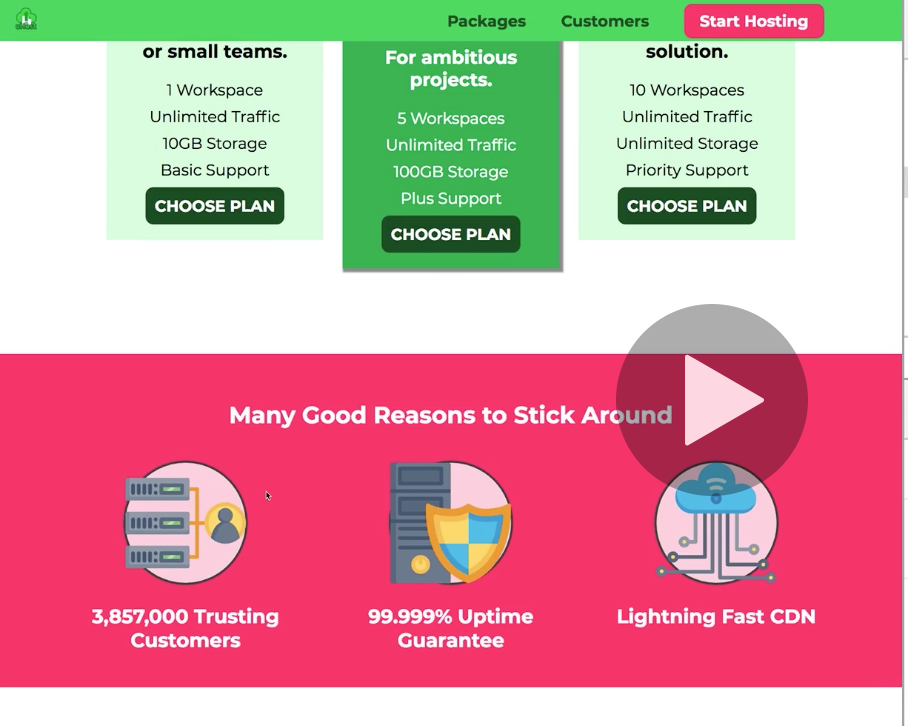 Packages Customers Start Hosting
or small teams.
1 Workspace
Unlimited Traffic
10GB Storage
Basic Support
CHOOSE PLAN
For ambitious
projects.
5 Workspaces
Unlimited Traffic
100GB Storage
Plus Support
CHOOSE PLAN
solution.
10 Workspaces
Unlimited Traffic
Unlimited Storage
Priority Support
CHOOSE PLAN
Many Good Reasons to Stick Around
3,857,000 Trusting
Customers
99.999% Uptime
Guarantee
Lightning Fast CDN